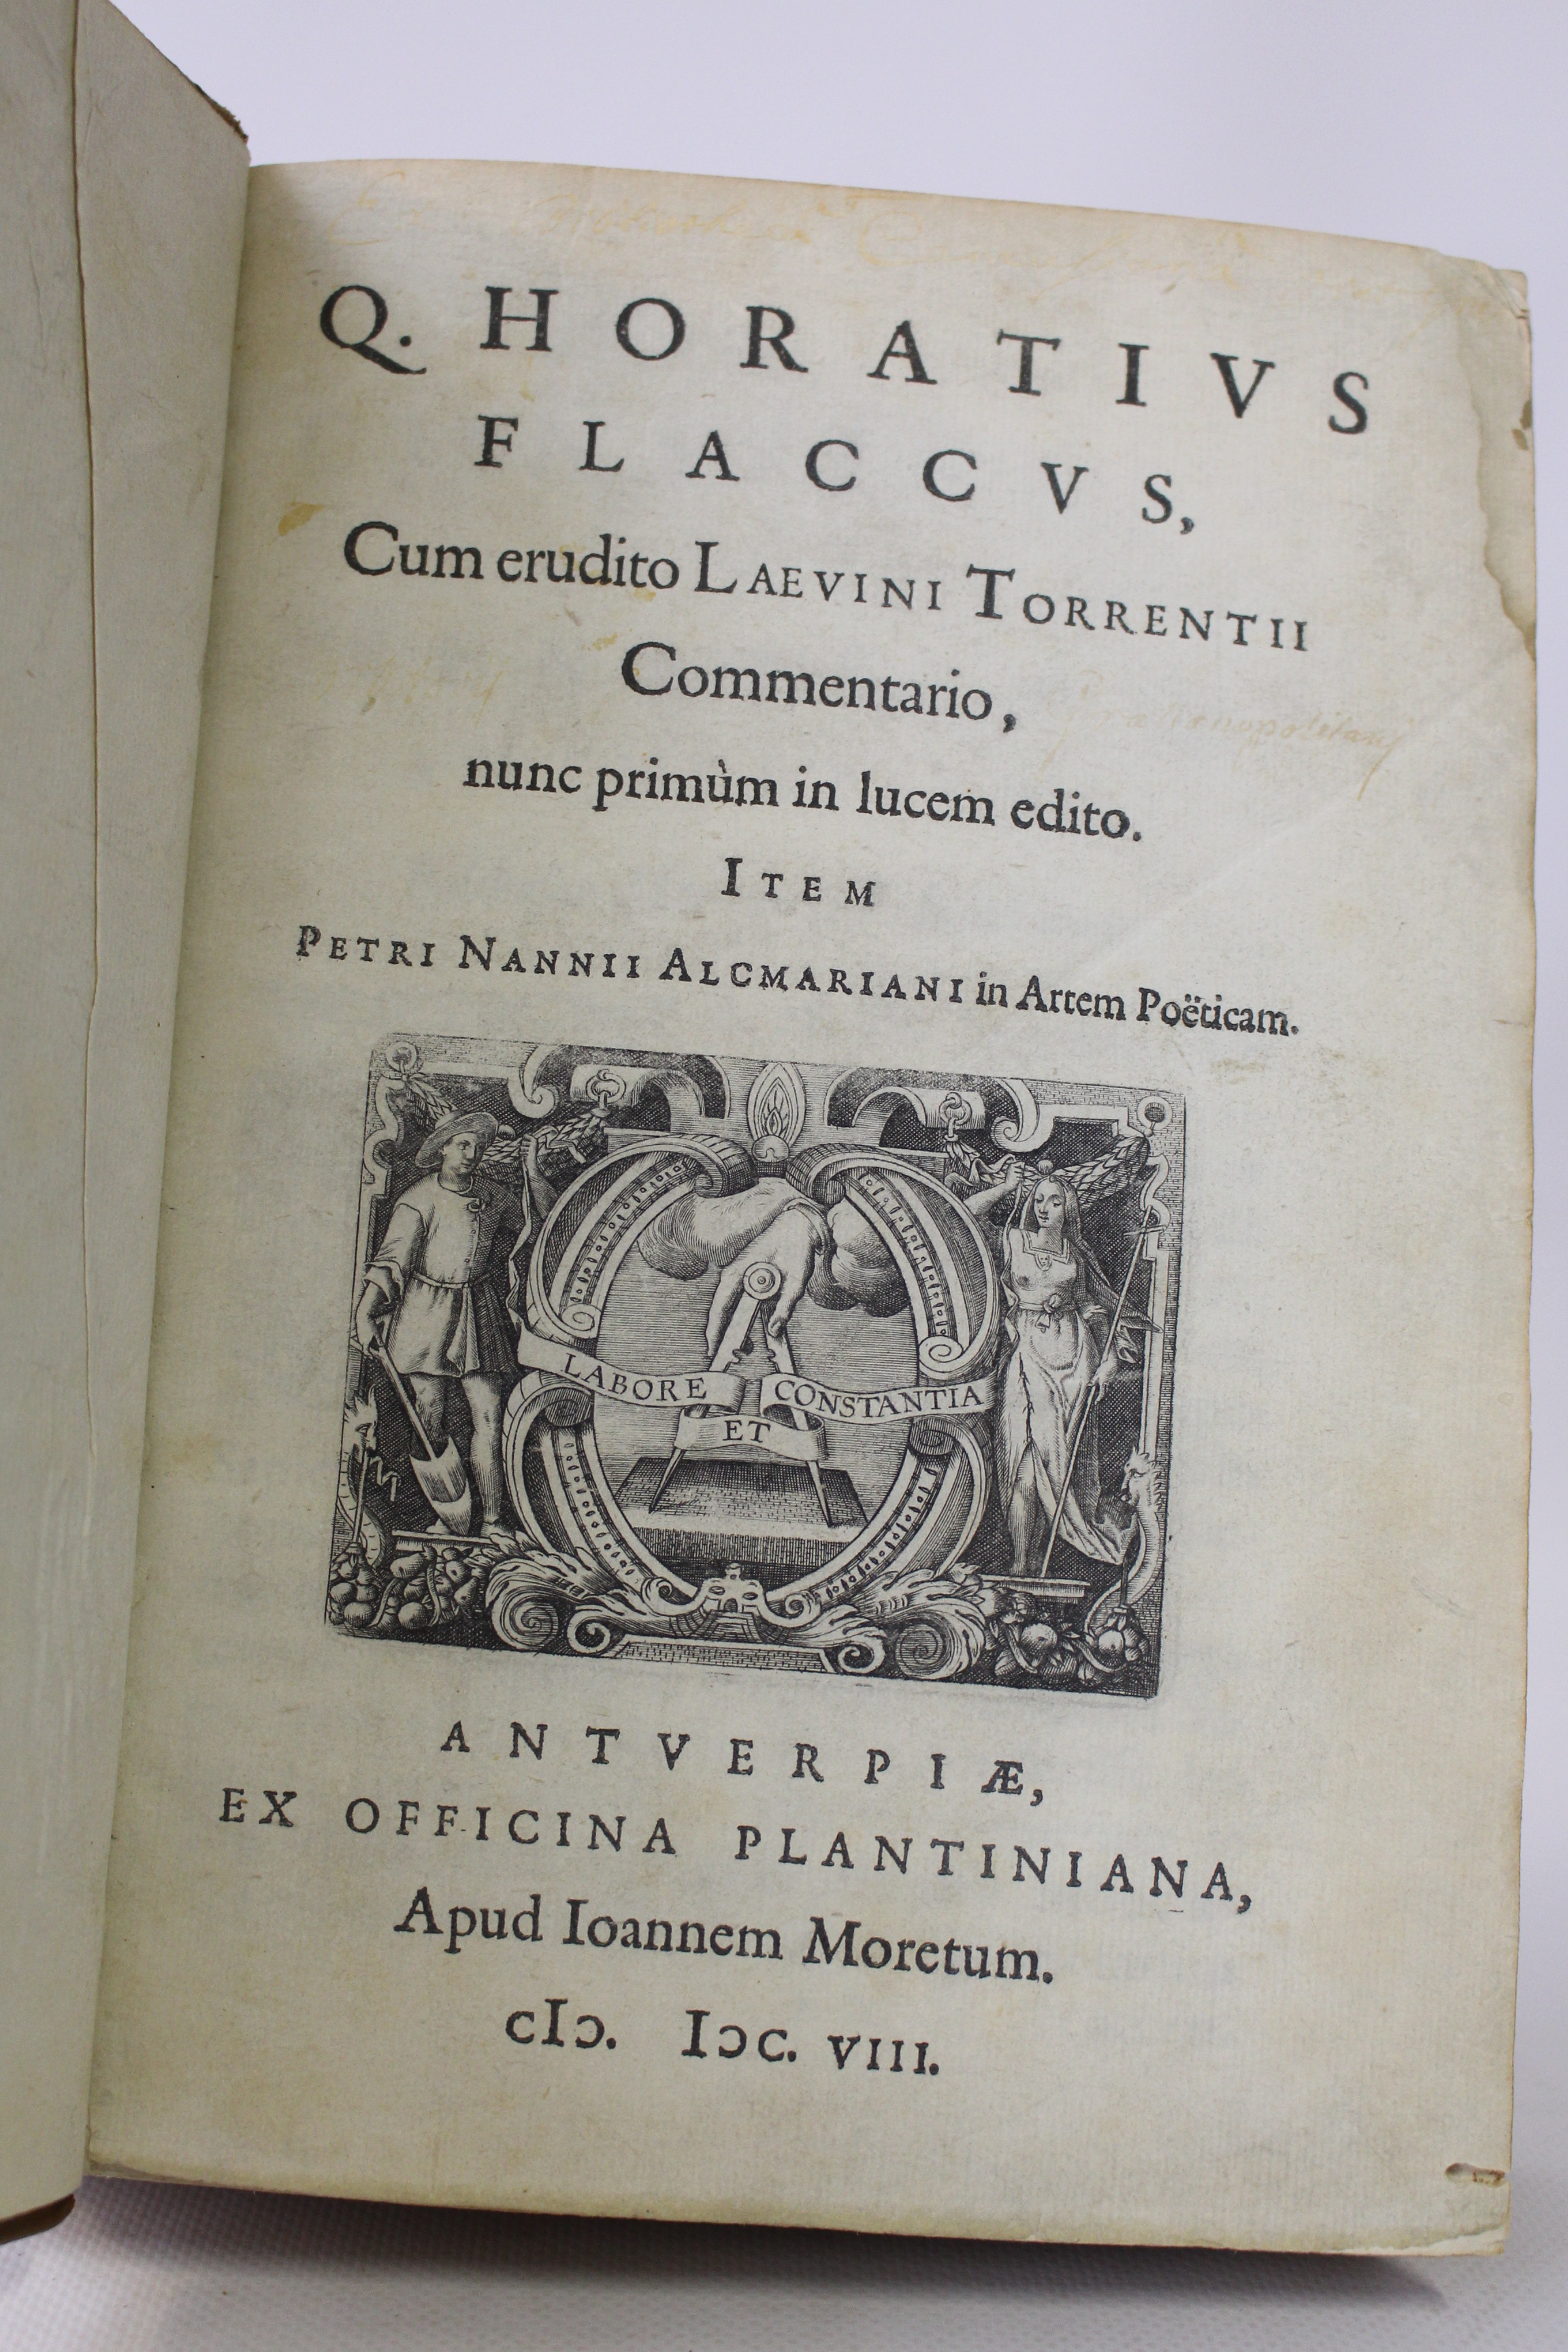 Q. HORATIVS
FLACCVS,
Cum erudito LAEVINI TORRENTII
Commentario,
nunc primùm in lucem edito.
ITEM
PETRI NANNII ALCMARIANI in Artem Poëticam.
LABORE ET CONSTANTIA
ANTVERPIÆ,
EX OFFICINA PLANTINIANA,
Apud Ioannem Moretum.
cIↄ. Iↄc. VIII.